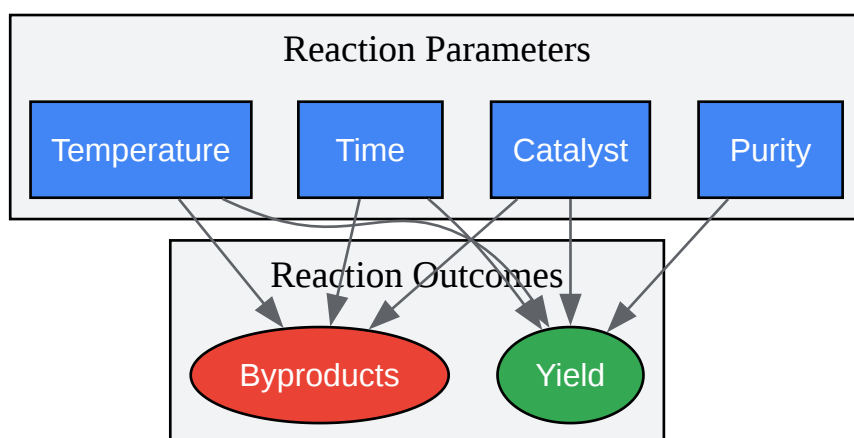 Reaction Parameters
Temperature
Time
Catalyst
Purity
Reaction Outcomes
Byproducts
Yield